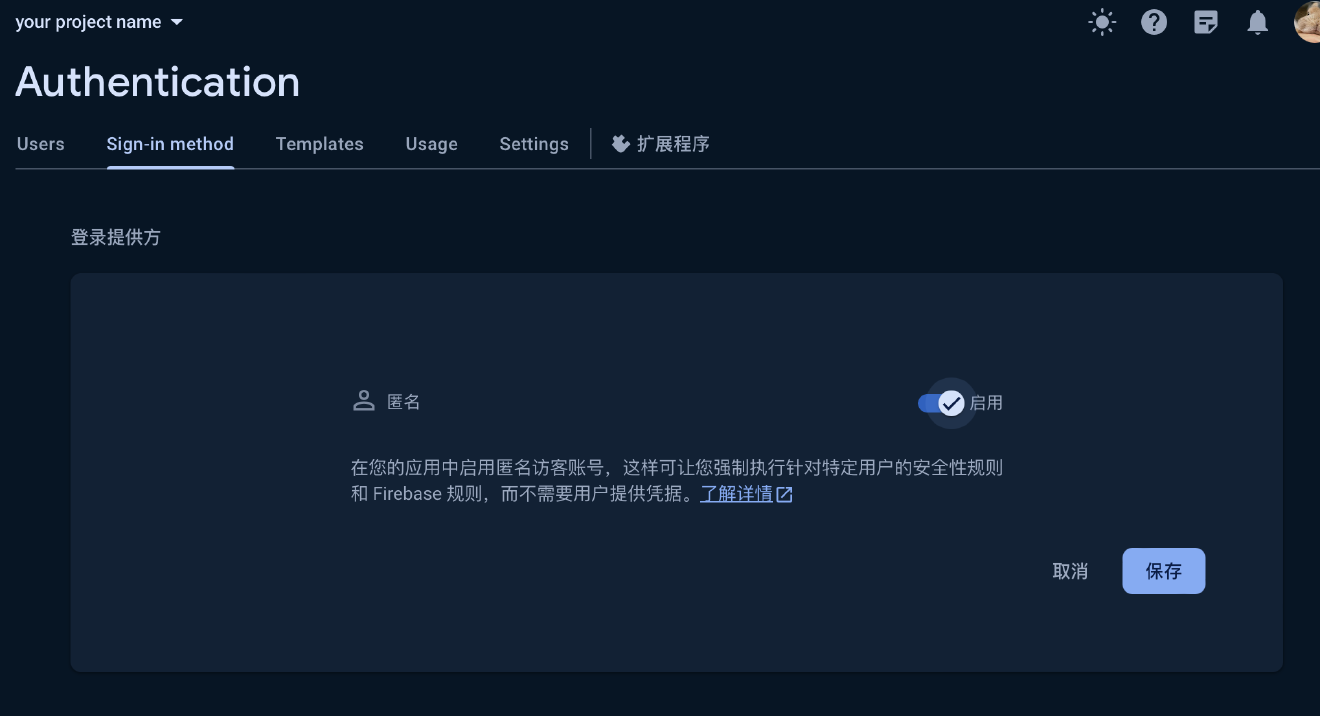 your project name
Authentication
Users Sign-in method Templates Usage Settings 扩展程序
登录提供方
匿名 启用
在您的应用中启用匿名访客账号，这样可让您强制执行针对特定用户的安全性规则
和 Firebase 规则，而不需要用户提供凭据。了解详情
取消 保存